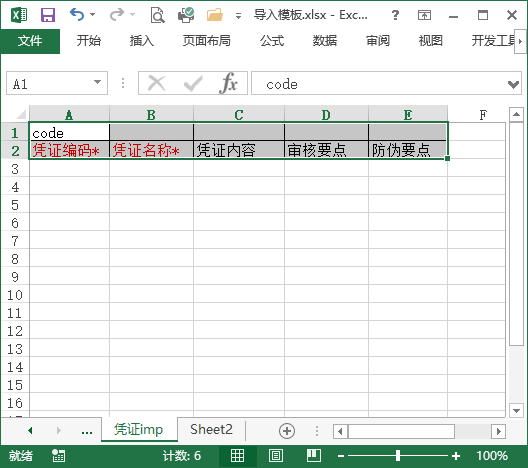 导入模板.xlsx - Exc... ?
文件 开始 插入 页面布局 公式 数据 审阅 视图 开发工具
A1 fx code
A B C D E F
1 code
2 凭证编码* 凭证名称* 凭证内容 审核要点 防伪要点
3
4
5
6
7
8
9
10
11
12
13
14
15
16
... 凭证imp Sheet2
就绪 计数: 6 100%